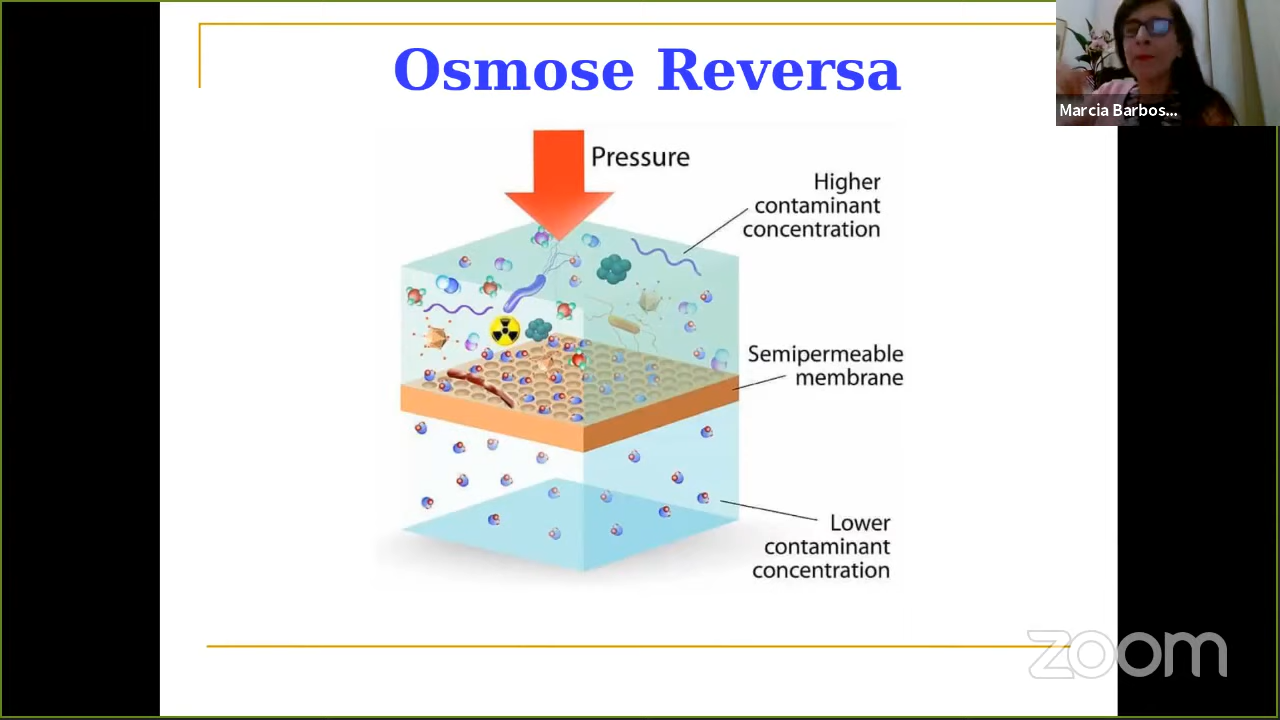 Osmose Reversa
Marcia Barbos...
Pressure
Higher
contaminant
concentration
Semipermeable
membrane
Lower
contaminant
concentration
zoom